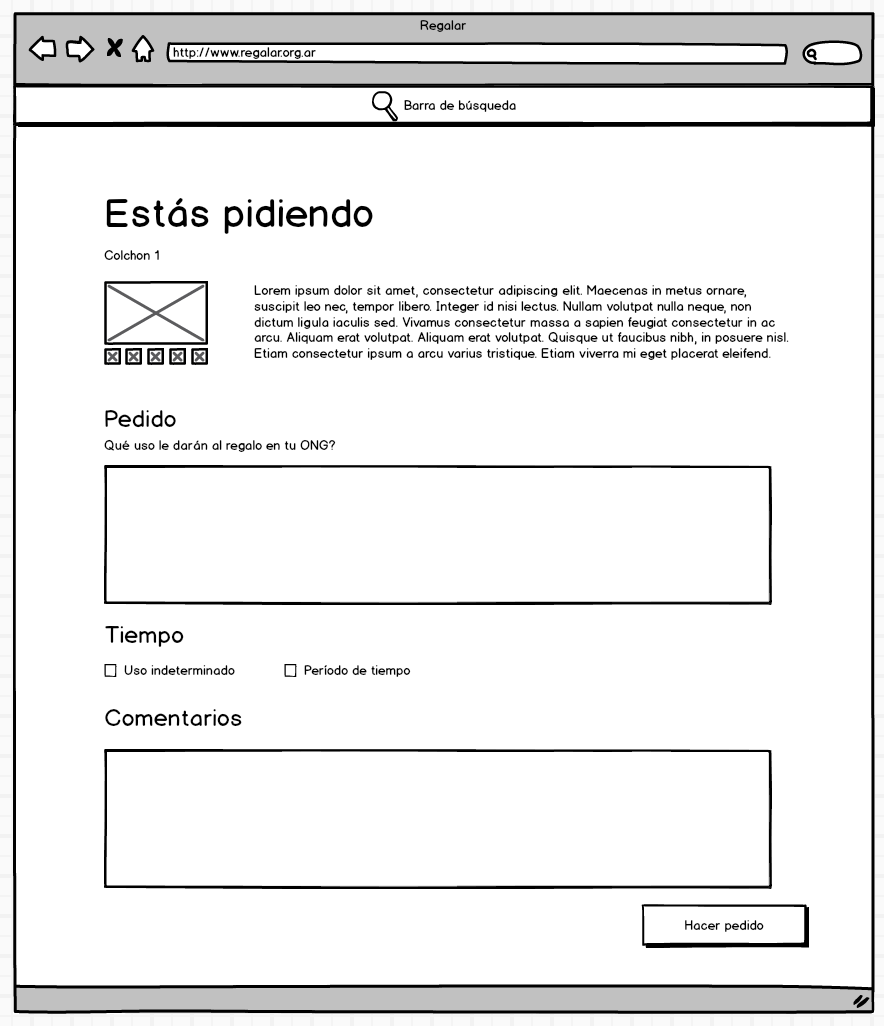 Regalar
http://www.regalar.org.ar
Barra de búsqueda
Estás pidiendo
Colchon 1
Lorem ipsum dolor sit amet, consectetur adipiscing elit. Maecenas in metus ornare,
suscipit leo nec, tempor libero. Integer id nisi lectus. Nullam volutpat nulla neque, non
dictum ligula iaculis sed. Vivamus consectetur massa a sapien feugiat consectetur in ac
arcu. Aliquam erat volutpat. Aliquam erat volutpat. Quisque ut faucibus nibh, in posuere nisl.
Etiam consectetur ipsum a arcu varius tristique. Etiam viverra mi eget placerat eleifend.
Pedido
Qué uso le darán al regalo en tu ONG?
Tiempo
Uso indeterminado
Período de tiempo
Comentarios
Hacer pedido